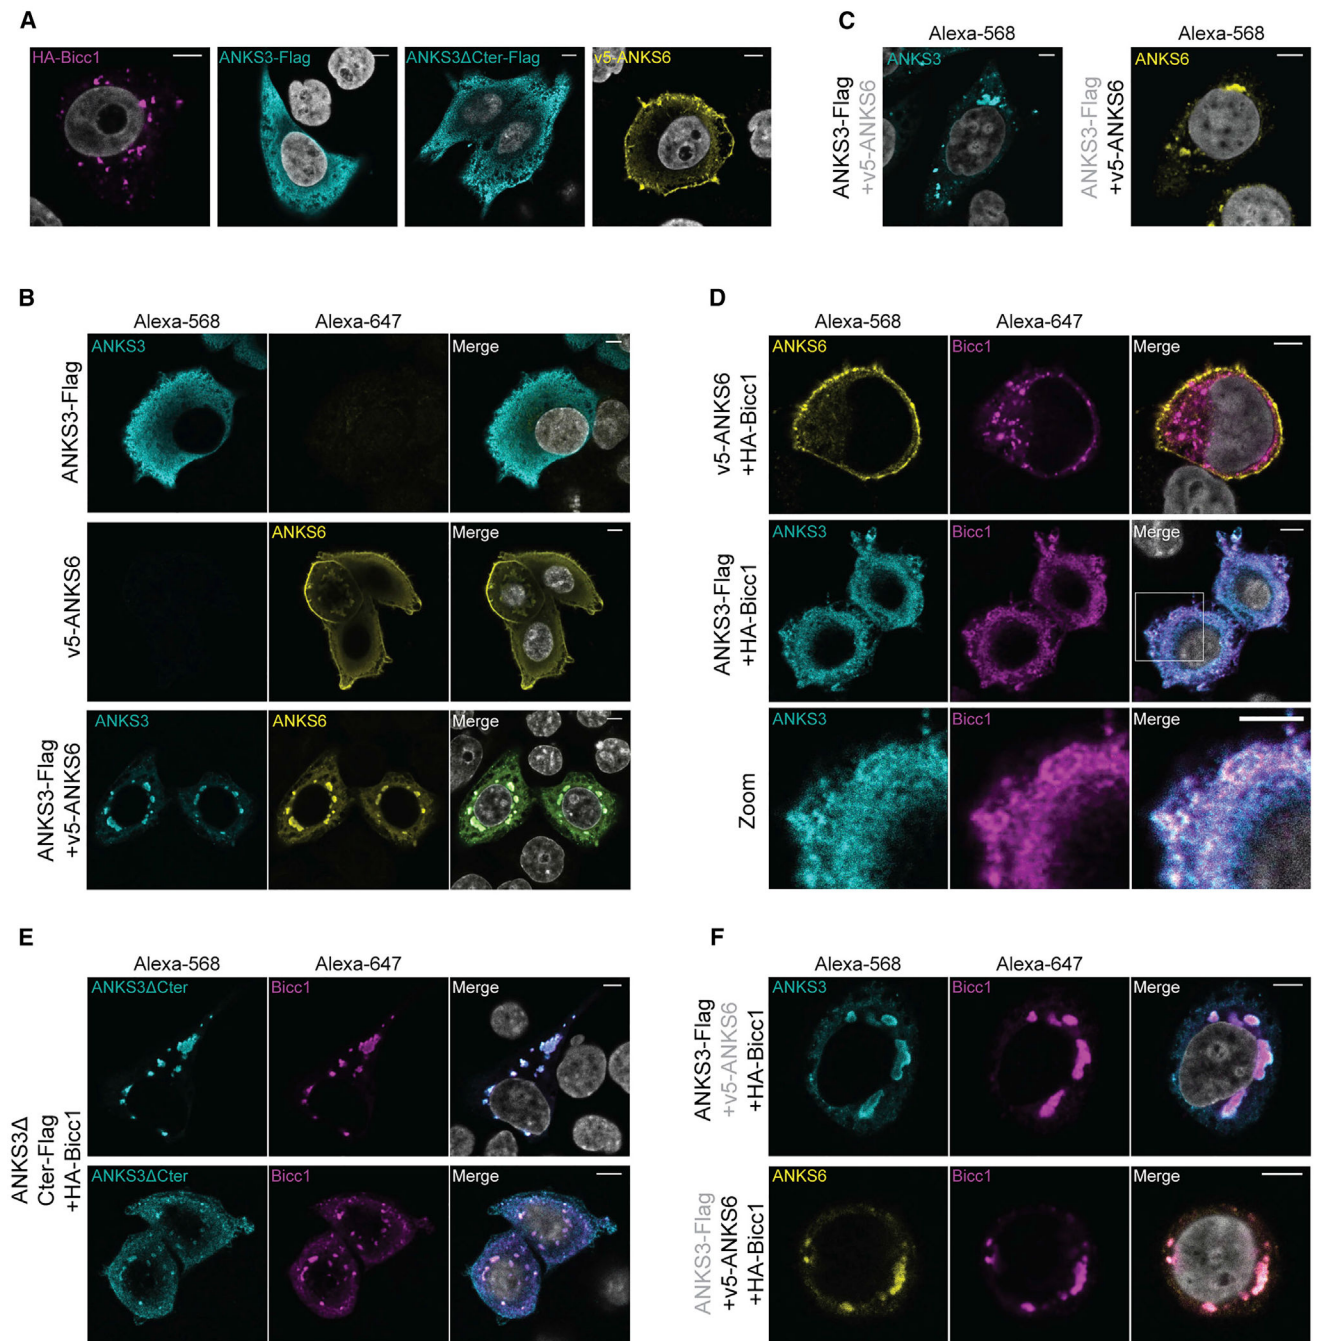 A
HA-Bicc1
ANKS3-Flag
ANKS3ΔCter-Flag
v5-ANKS6
B
Alexa-568
Alexa-647
ANKS3-Flag
ANKS3
Merge
v5-ANKS6
ANKS6
Merge
ANKS3-Flag
+v5-ANKS6
ANKS3
ANKS6
Merge
C
Alexa-568
Alexa-568
ANKS3-Flag
+v5-ANKS6
ANKS3
ANKS3-Flag
+v5-ANKS6
ANKS6
D
Alexa-568
Alexa-647
v5-ANKS6
+HA-Bicc1
ANKS6
Bicc1
Merge
ANKS3-Flag
+HA-Bicc1
ANKS3
Bicc1
Merge
Zoom
ANKS3
Bicc1
Merge
E
Alexa-568
Alexa-647
ANKS3Δ
Cter-Flag
+HA-Bicc1
ANKS3ΔCter
Bicc1
Merge
ANKS3ΔCter
Bicc1
Merge
F
Alexa-568
Alexa-647
ANKS3-Flag
+v5-ANKS6
+HA-Bicc1
ANKS3
Bicc1
Merge
ANKS3-Flag
+v5-ANKS6
+HA-Bicc1
ANKS6
Bicc1
Merge